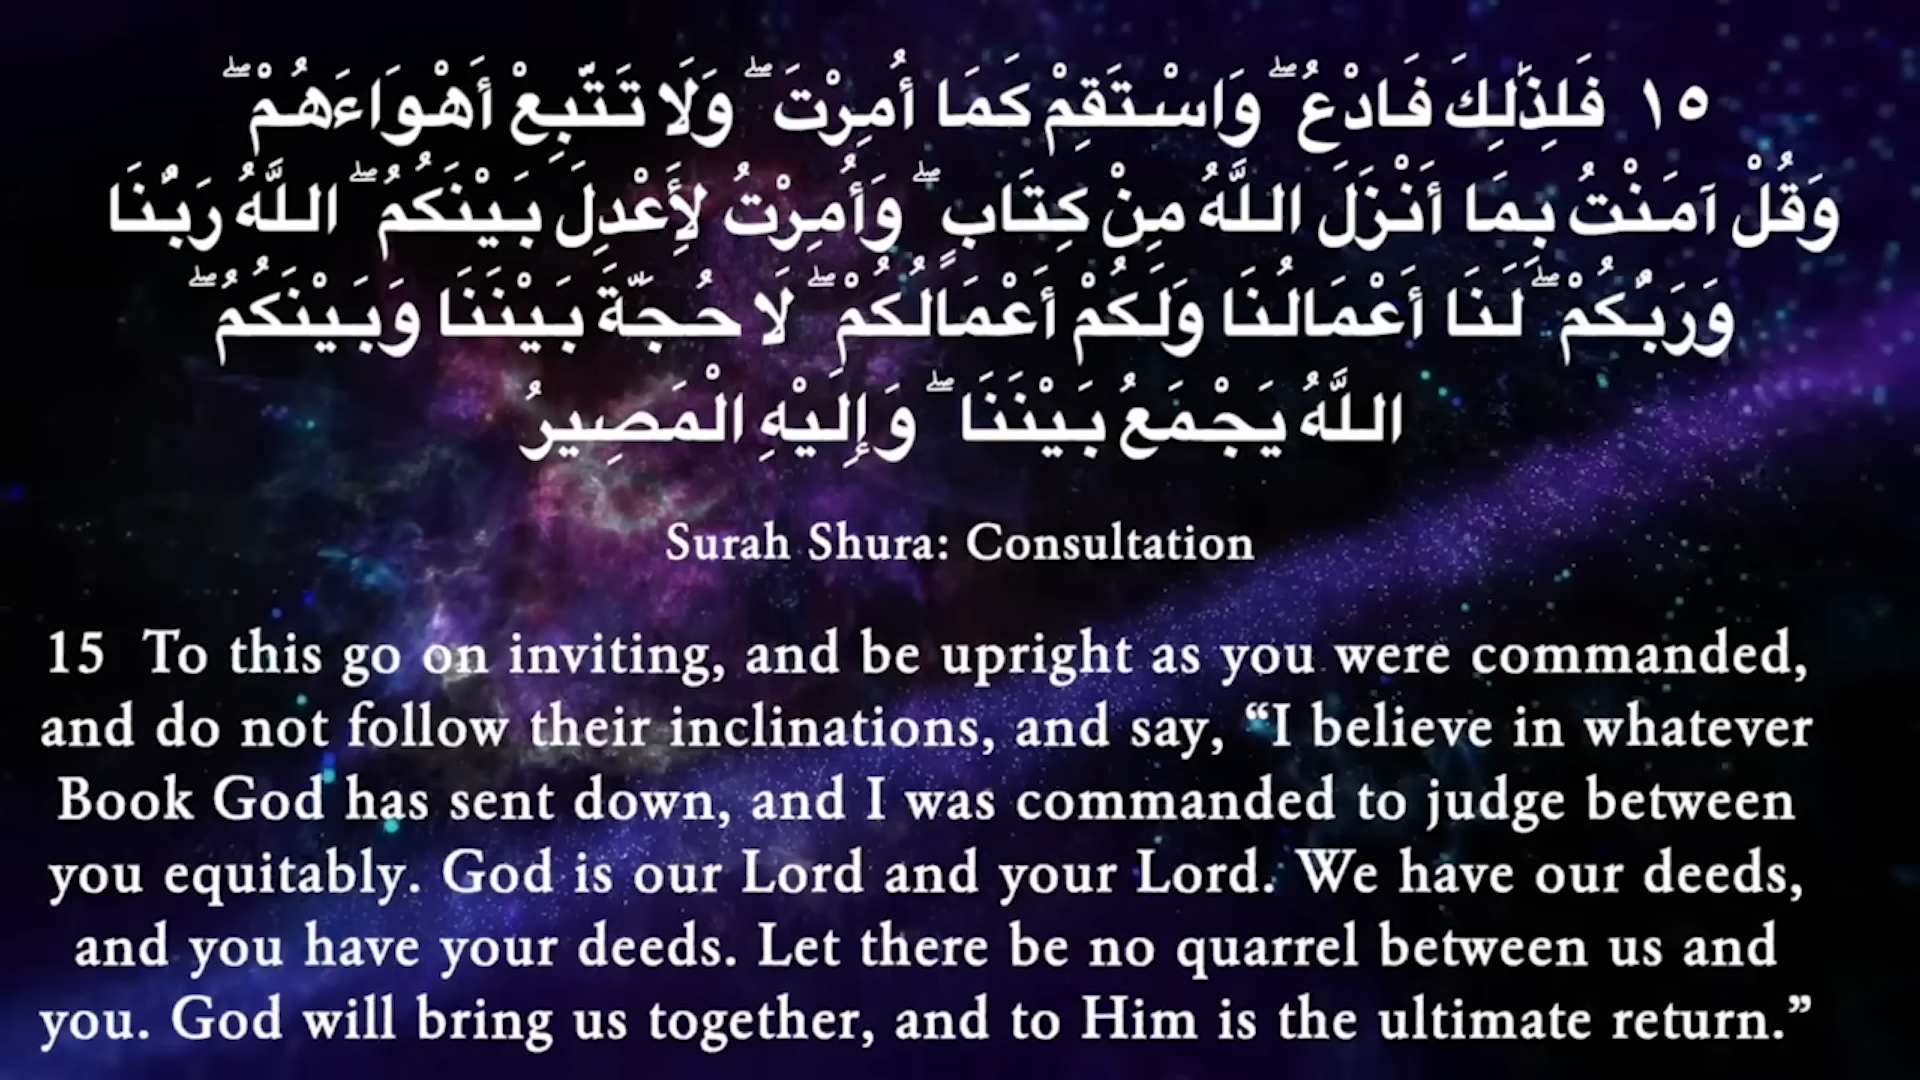 ١٥ فَلِذَٰلِكَ فَادْعُ ۖ وَاسْتَقِمْ كَمَا أُمِرْتَ ۖ وَلَا تَتَّبِعْ أَهْوَاءَهُمْ ۖ
وَقُلْ آمَنْتُ بِمَا أَنْزَلَ اللَّهُ مِنْ كِتَابٍ ۖ وَأُمِرْتُ لِأَعْدِلَ بَيْنَكُمُ ۖ اللَّهُ رَبُّنَا
وَرَبُّكُمْ ۖ لَنَا أَعْمَالُنَا وَلَكُمْ أَعْمَالُكُمْ ۖ لَا حُجَّةَ بَيْنَنَا وَبَيْنَكُمُ ۖ
اللَّهُ يَجْمَعُ بَيْنَنَا ۖ وَإِلَيْهِ الْمَصِيرُ
Surah Shura: Consultation
15 To this go on inviting, and be upright as you were commanded,
and do not follow their inclinations, and say, “I believe in whatever
Book God has sent down, and I was commanded to judge between
you equitably. God is our Lord and your Lord. We have our deeds,
and you have your deeds. Let there be no quarrel between us and
you. God will bring us together, and to Him is the ultimate return.”